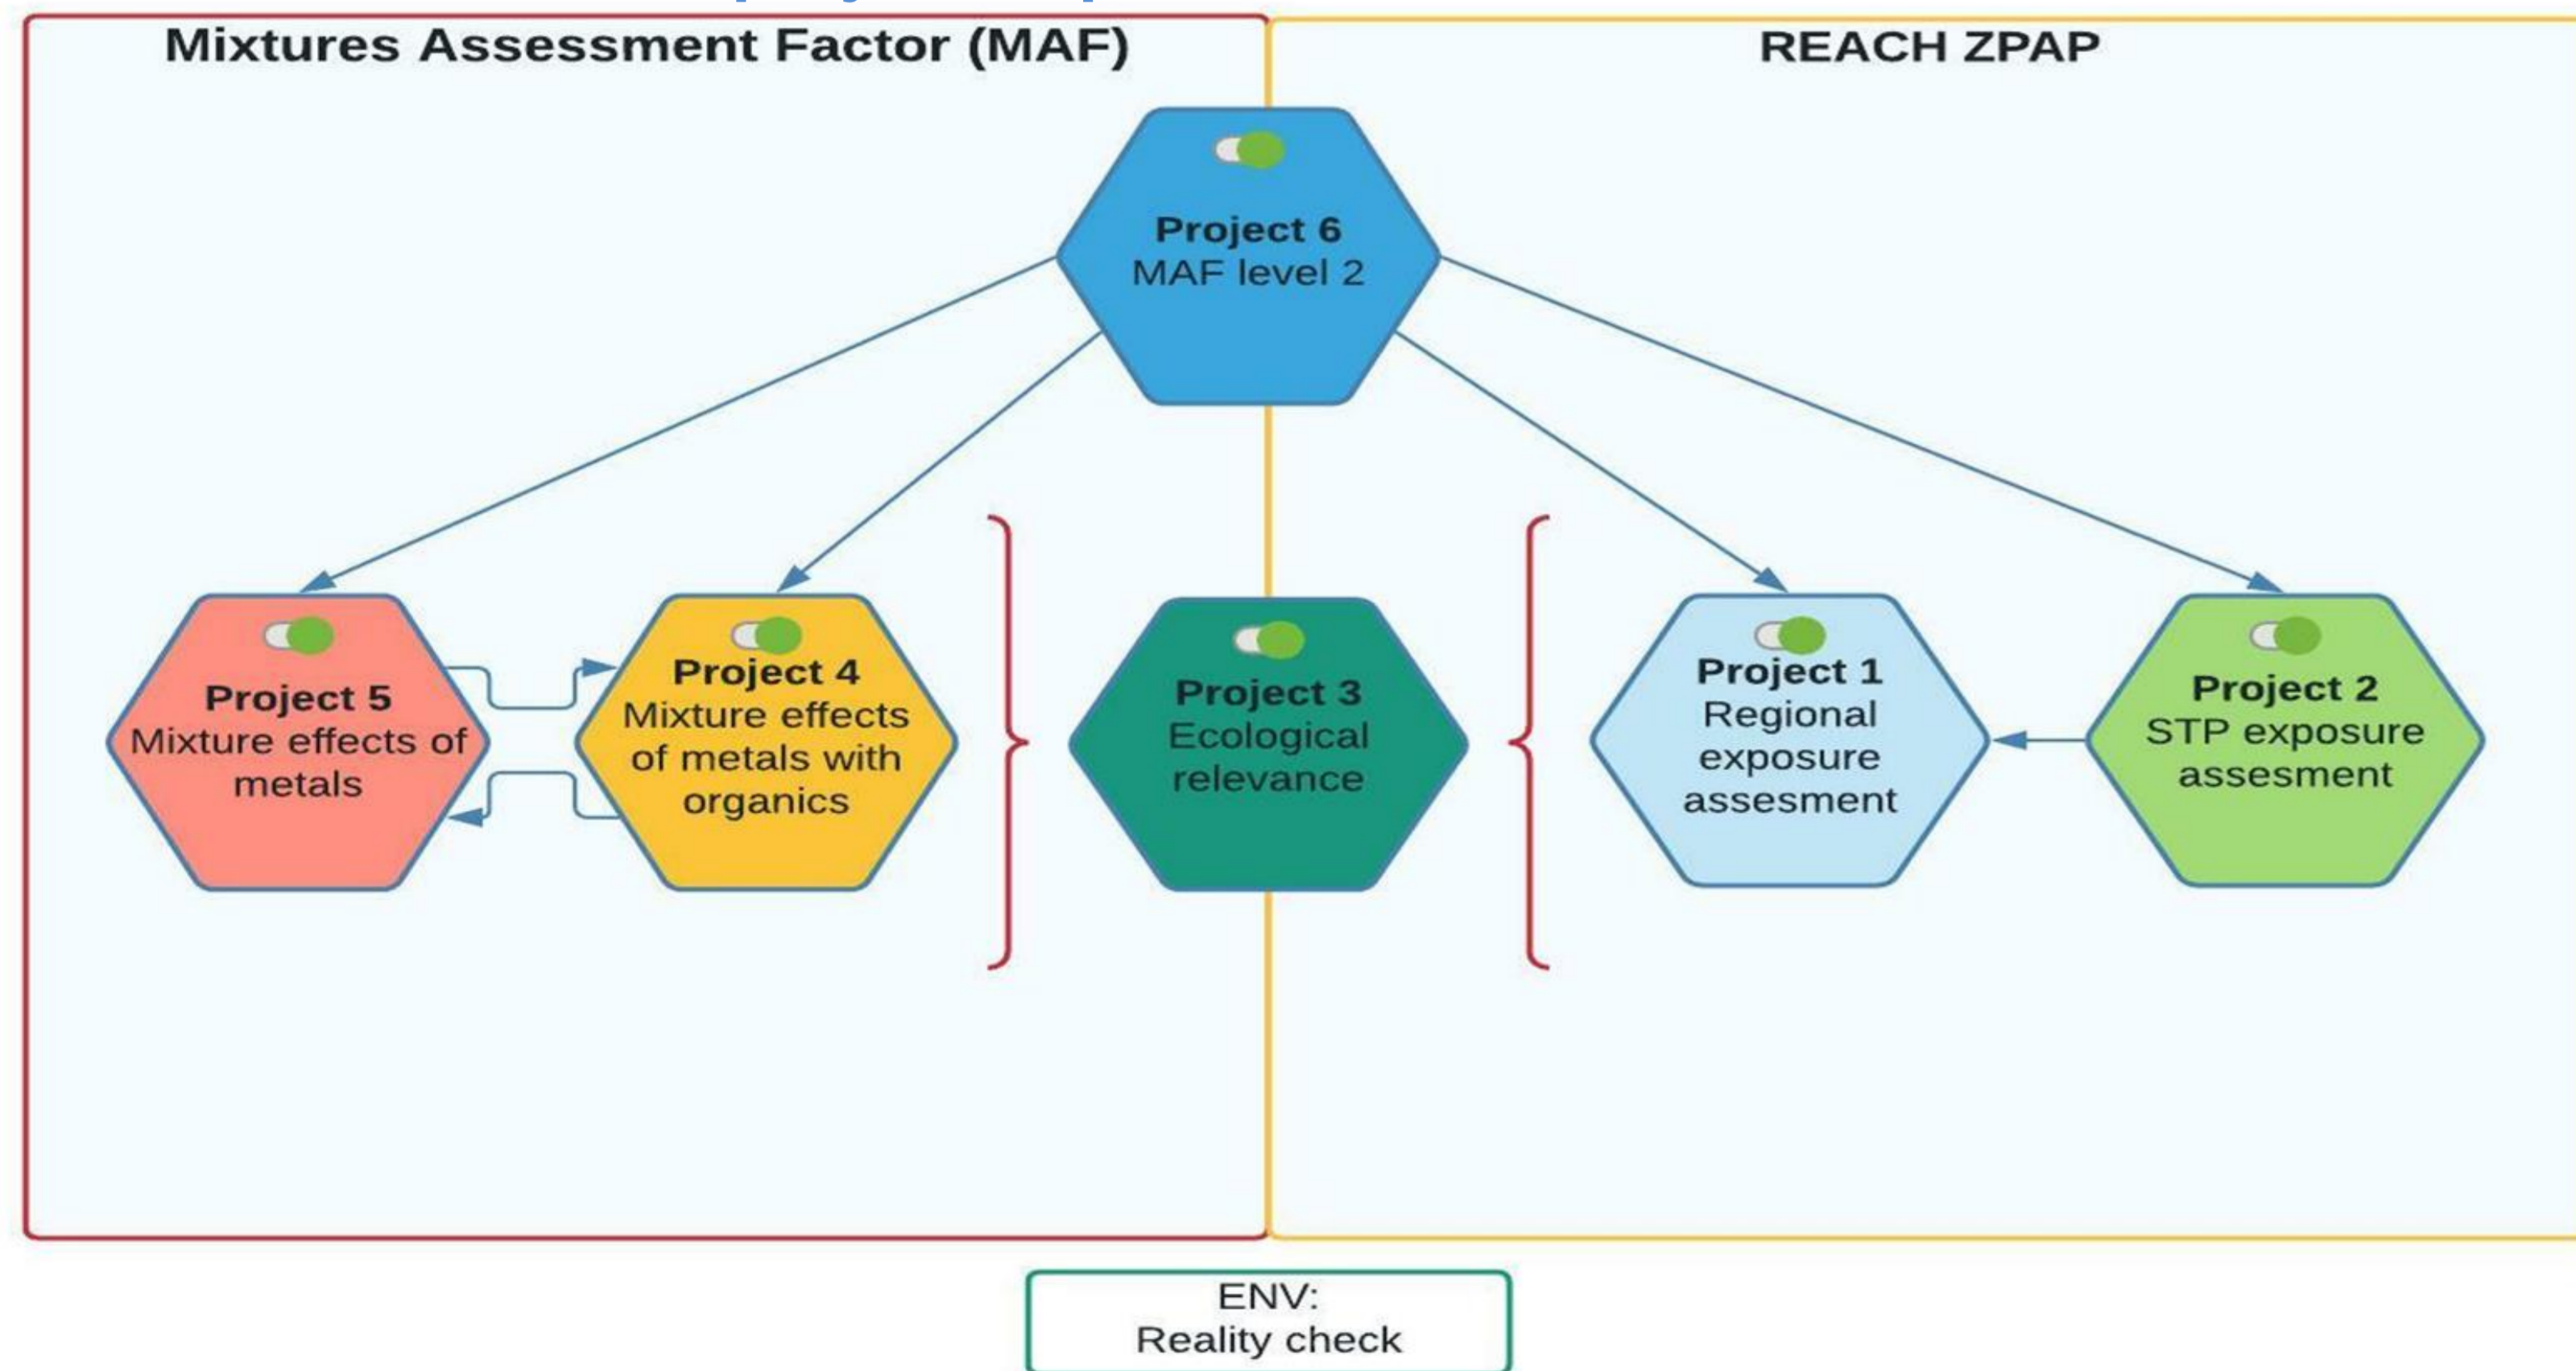 Mixtures Assessment Factor (MAF)
REACH ZPAP
Project 6
MAF level 2
Project 5
Mixture effects of
metals
Project 4
Mixture effects
of metals with
organics
Project 3
Ecological
relevance
Project 1
Regional
exposure
assesment
Project 2
STP exposure
assesment
ENV:
Reality check